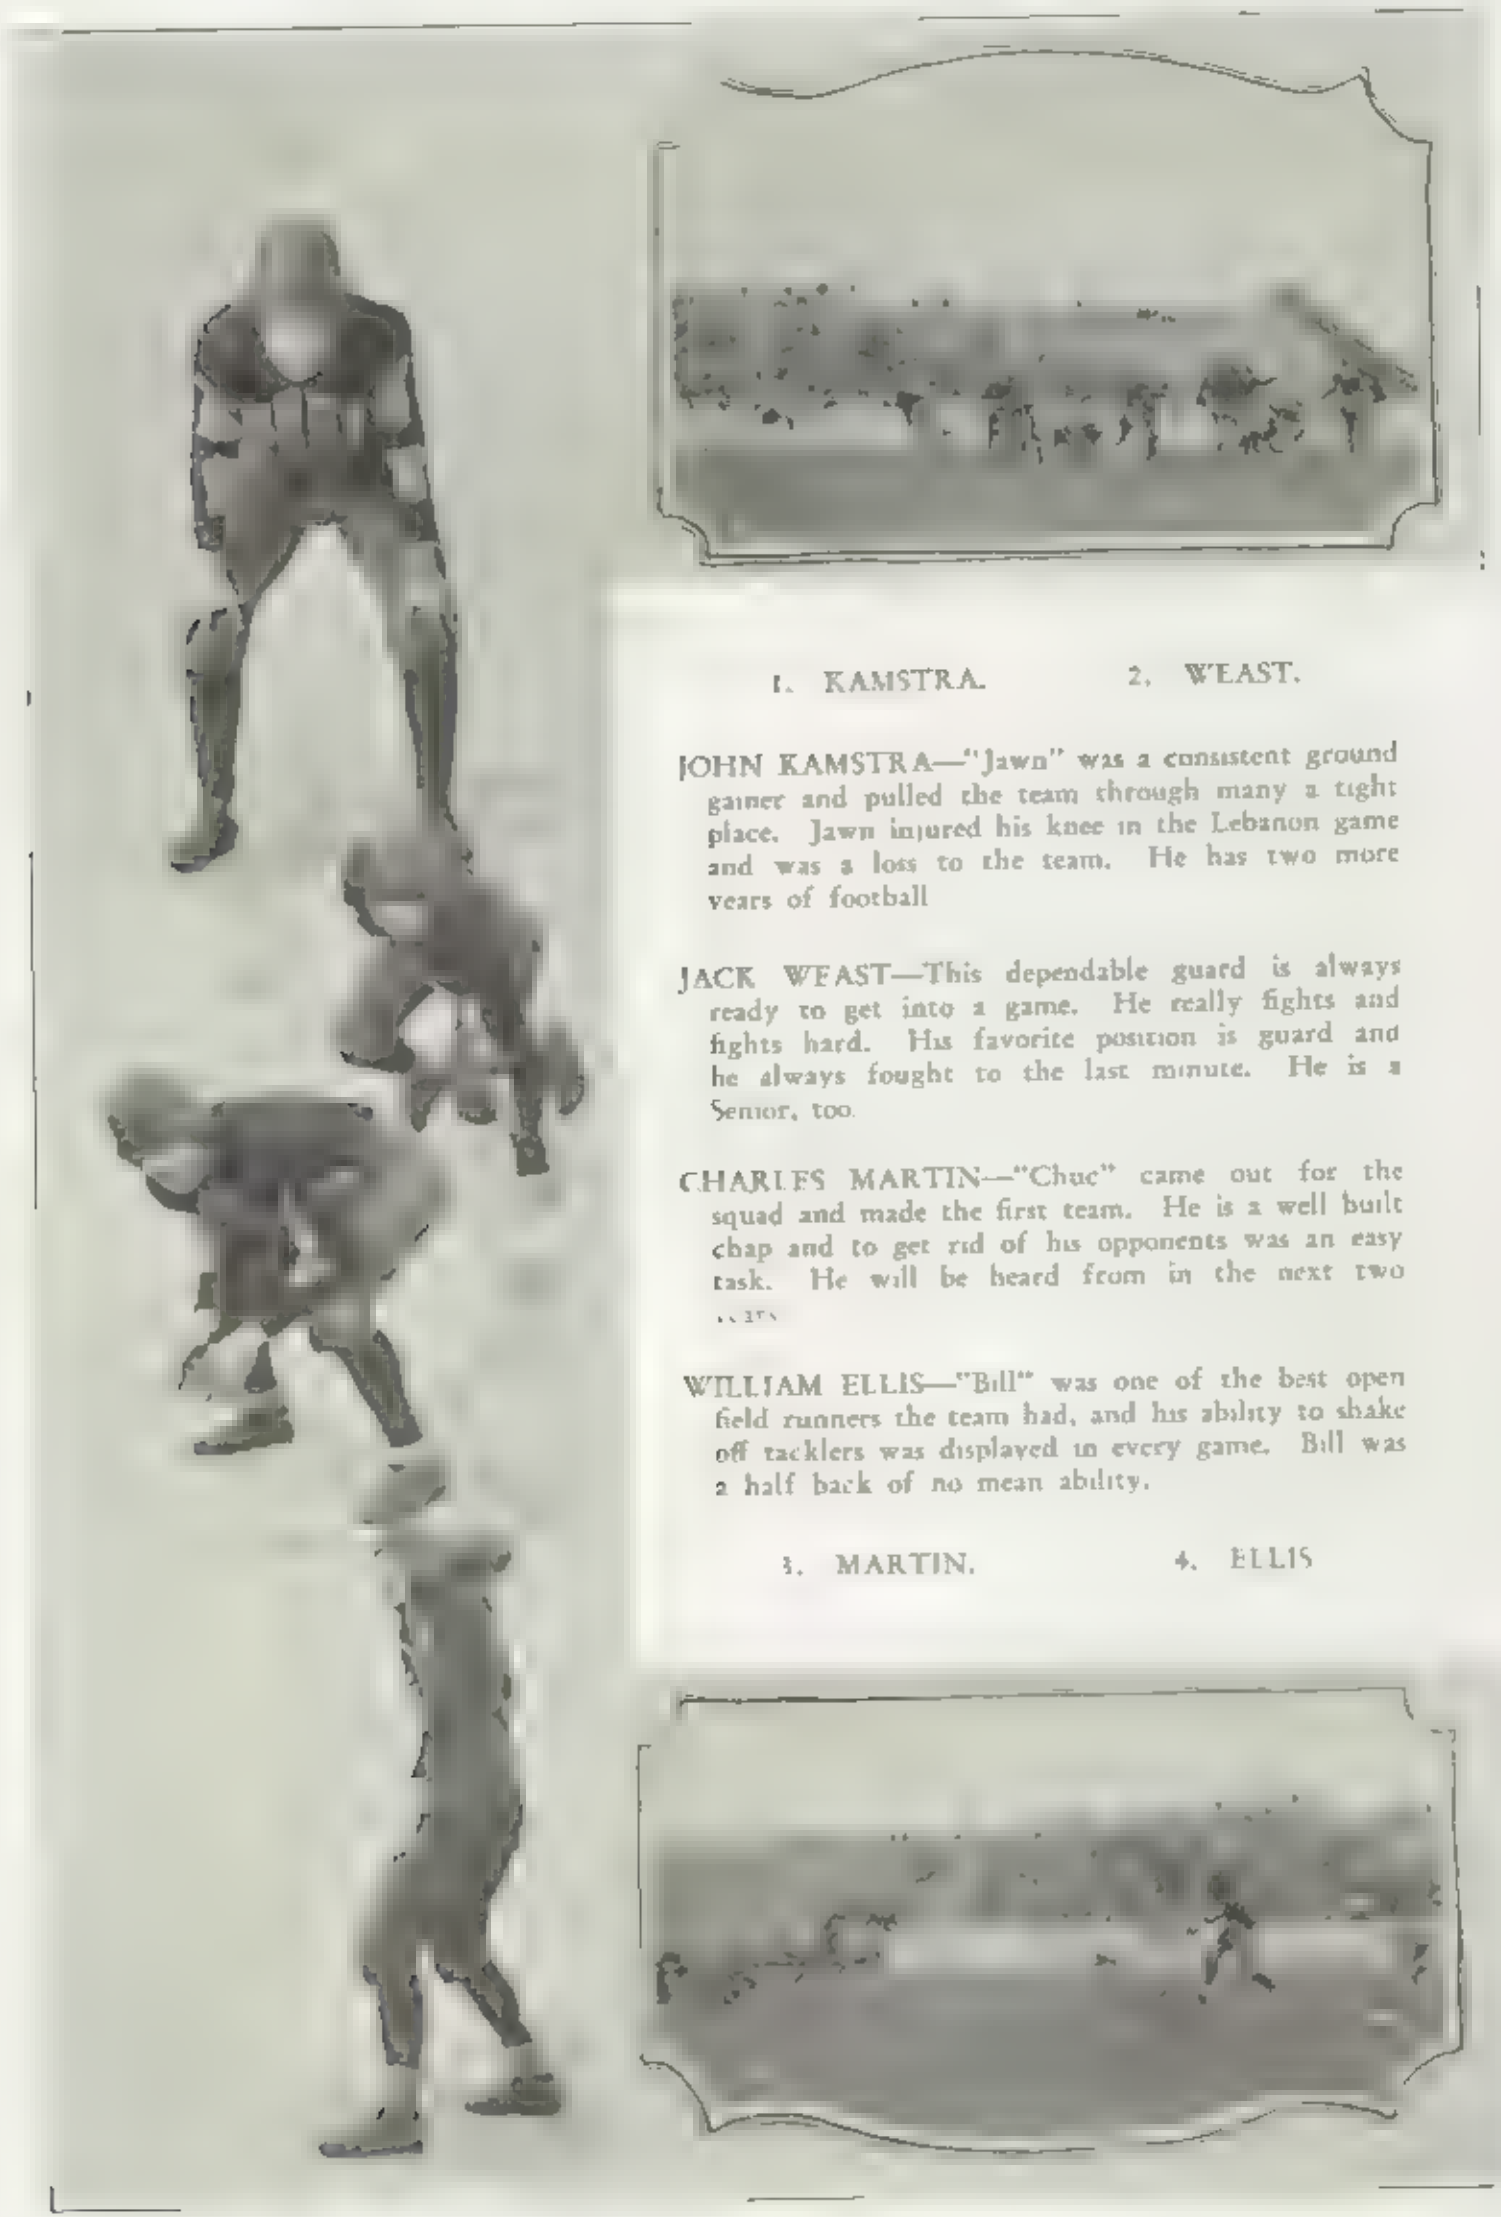 1. KAMSTRA. 2. WEAST.
JOHN KAMSTRA—"Jawn" was a consistent ground
gainer and pulled the team through many a tight
place. Jawn injured his knee in the Lebanon game
and was a loss to the team. He has two more
years of football
JACK WEAST—This dependable guard is always
ready to get into a game. He really fights and
fights hard. His favorite position is guard and
he always fought to the last minute. He is a
Senior, too.
CHARLES MARTIN—"Chuc" came out for the
squad and made the first team. He is a well built
chap and to get rid of his opponents was an easy
task. He will be heard from in the next two
WILLIAM ELLIS—"Bill" was one of the best open
field runners the team had, and his ability to shake
off tacklers was displayed in every game. Bill was
a half back of no mean ability.
3. MARTIN. 4. ELLIS